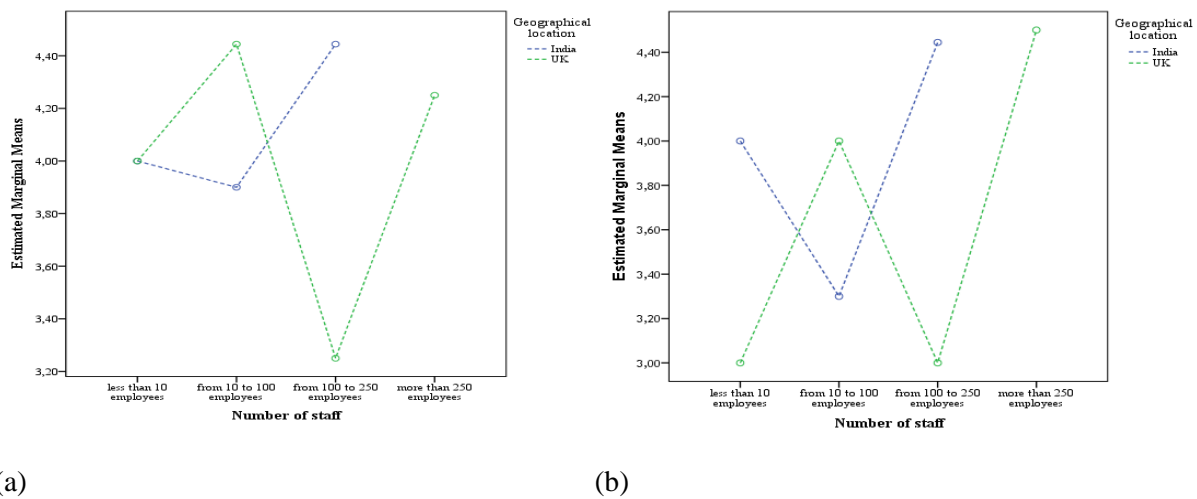 Geographical
location
India
UK
4,40
4,20
4,00
3,80
3,60
3,40
3,20
Estimated Marginal Means
less than 10
employees
from 10 to 100
employees
from 100 to 250
employees
more than 250
employees
Number of staff
(a)
Geographical
location
India
UK
4,40
4,20
4,00
3,80
3,60
3,40
3,20
3,00
Estimated Marginal Means
less than 10
employees
from 10 to 100
employees
from 100 to 250
employees
more than 250
employees
Number of staff
(b)